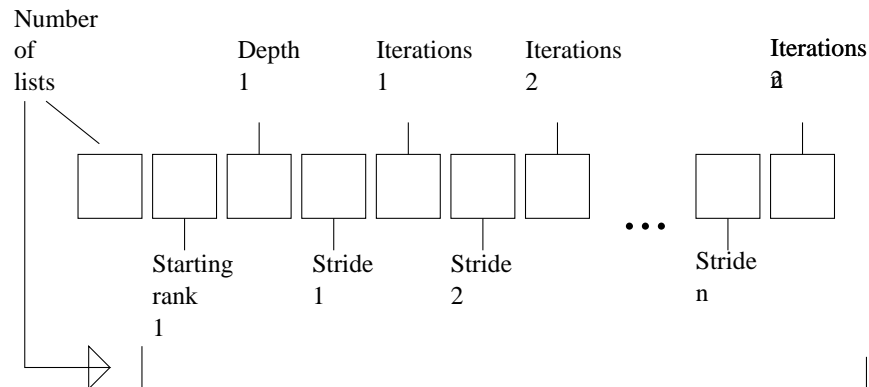 Number
of
lists
Depth
1
Iterations
1
Iterations
2
Iterations
Starting
rank
1
Stride
1
Stride
2
Stride
n